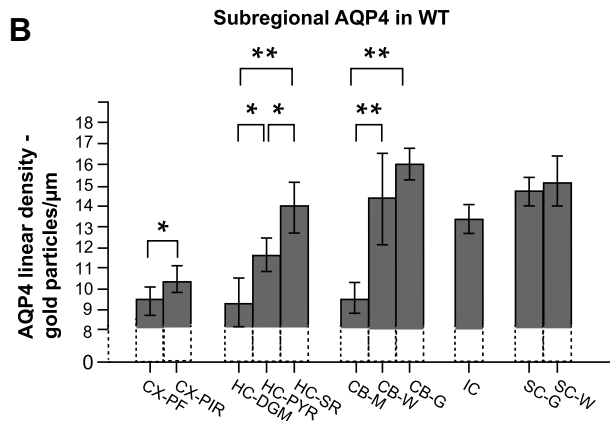 B
Subregional AQP4 in WT
** **
* * **
*
AQP4 linear density -
gold particles/μm
18
17
16
15
14
13
12
11
10
9
8
0
CX-PF
CX-PIR
HC-DGM
HC-PYR
HC-SR
CB-M
CB-W
CB-G
IC
SC-G
SC-W